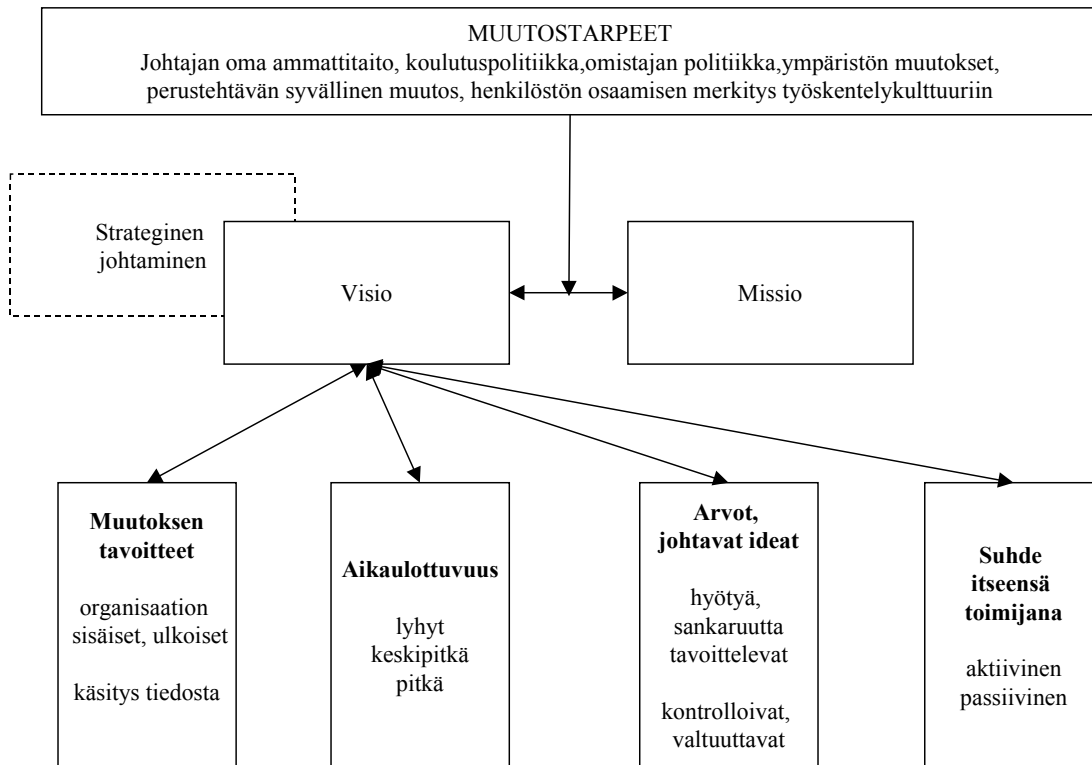 MUUTOSTARPEET
Johtajan oma ammattitaito, koulutuspolitiikka,omistajan politiikka,ympäristön muutokset,
perustehtävän syvällinen muutos, henkilöstön osaamisen merkitys työskentelykulttuuriin
Strateginen
johtaminen
Visio
Missio
Muutoksen
tavoitteet
organisaation
sisäiset, ulkoiset
käsitys tiedosta
Aikaulottuvuus
lyhyt
keskipitkä
pitkä
Arvot,
johtavat ideat
hyötyä,
sankaruutta
tavoittelevat
kontrolloivat,
valtuuttavat
Suhde
itseensä
toimijana
aktiivinen
passiivinen